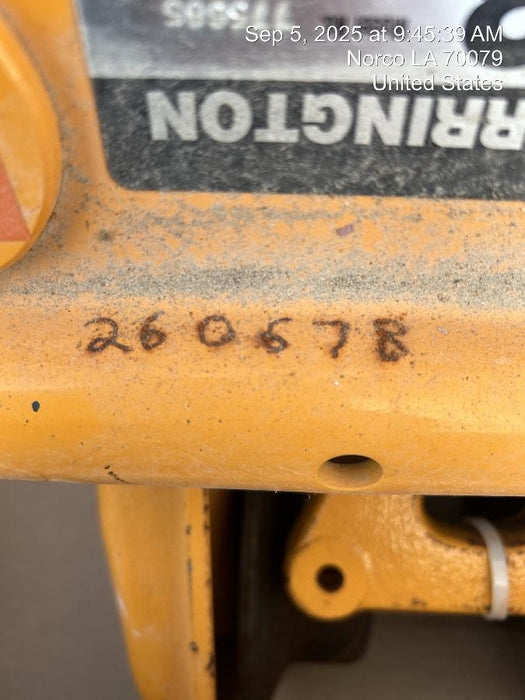 Sep 5, 2025 at 9:45:39 AM
Norco LA 70079
United States
RRINGTON
260678